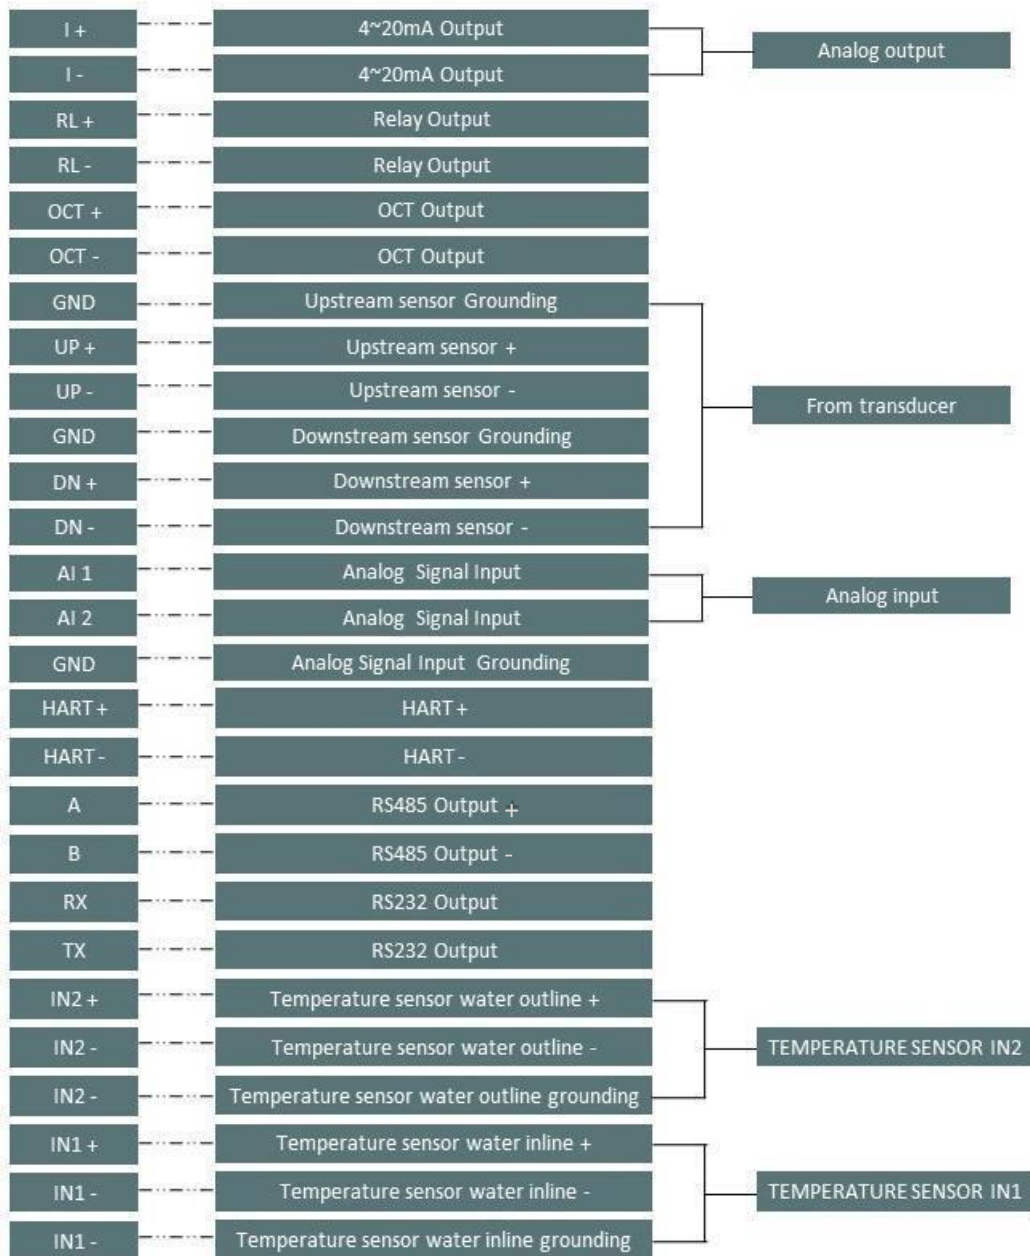 I + 4~20mA Output
Analog output
I - 4~20mA Output
RL + Relay Output
RL - Relay Output
OCT + OCT Output
OCT - OCT Output
GND Upstream sensor Grounding
UP + Upstream sensor +
UP - Upstream sensor -
From transducer
GND Downstream sensor Grounding
DN + Downstream sensor +
DN - Downstream sensor -
AI 1 Analog Signal Input
Analog input
AI 2 Analog Signal Input
GND Analog Signal Input Grounding
HART + HART +
HART - HART -
A RS485 Output +
B RS485 Output -
RX RS232 Output
TX RS232 Output
IN2 + Temperature sensor water outline +
IN2 - Temperature sensor water outline - TEMPERATURE SENSOR IN2
IN2 - Temperature sensor water outline grounding
IN1 + Temperature sensor water inline +
IN1 - Temperature sensor water inline - TEMPERATURE SENSOR IN1
IN1 - Temperature sensor water inline grounding